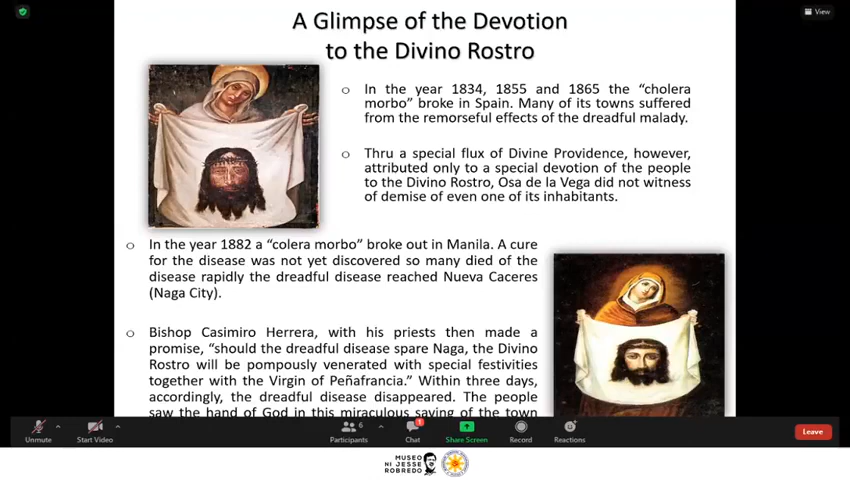 View
A Glimpse of the Devotion
to the Divino Rostro
o In the year 1834, 1855 and 1865 the “cholera
morbo” broke in Spain. Many of its towns suffered
from the remorseful effects of the dreadful malady.
o Thru a special flux of Divine Providence, however,
attributed only to a special devotion of the people
to the Divino Rostro, Osa de la Vega did not witness
of demise of even one of its inhabitants.
o In the year 1882 a “colera morbo” broke out in Manila. A cure
for the disease was not yet discovered so many died of the
disease rapidly the dreadful disease reached Nueva Caceres
(Naga City).
o Bishop Casimiro Herrera, with his priests then made a
promise, “should the dreadful disease spare Naga, the Divino
Rostro will be pompously venerated with special festivities
together with the Virgin of Peñafrancia.” Within three days,
accordingly, the dreadful disease disappeared. The people
saw the hand of God in this miraculous saving of the town
Unmute
Start Video
6
Participants
1
Chat
Share Screen
Record
Reactions
Leave
MUSEO
NI JESSE
ROBREDO